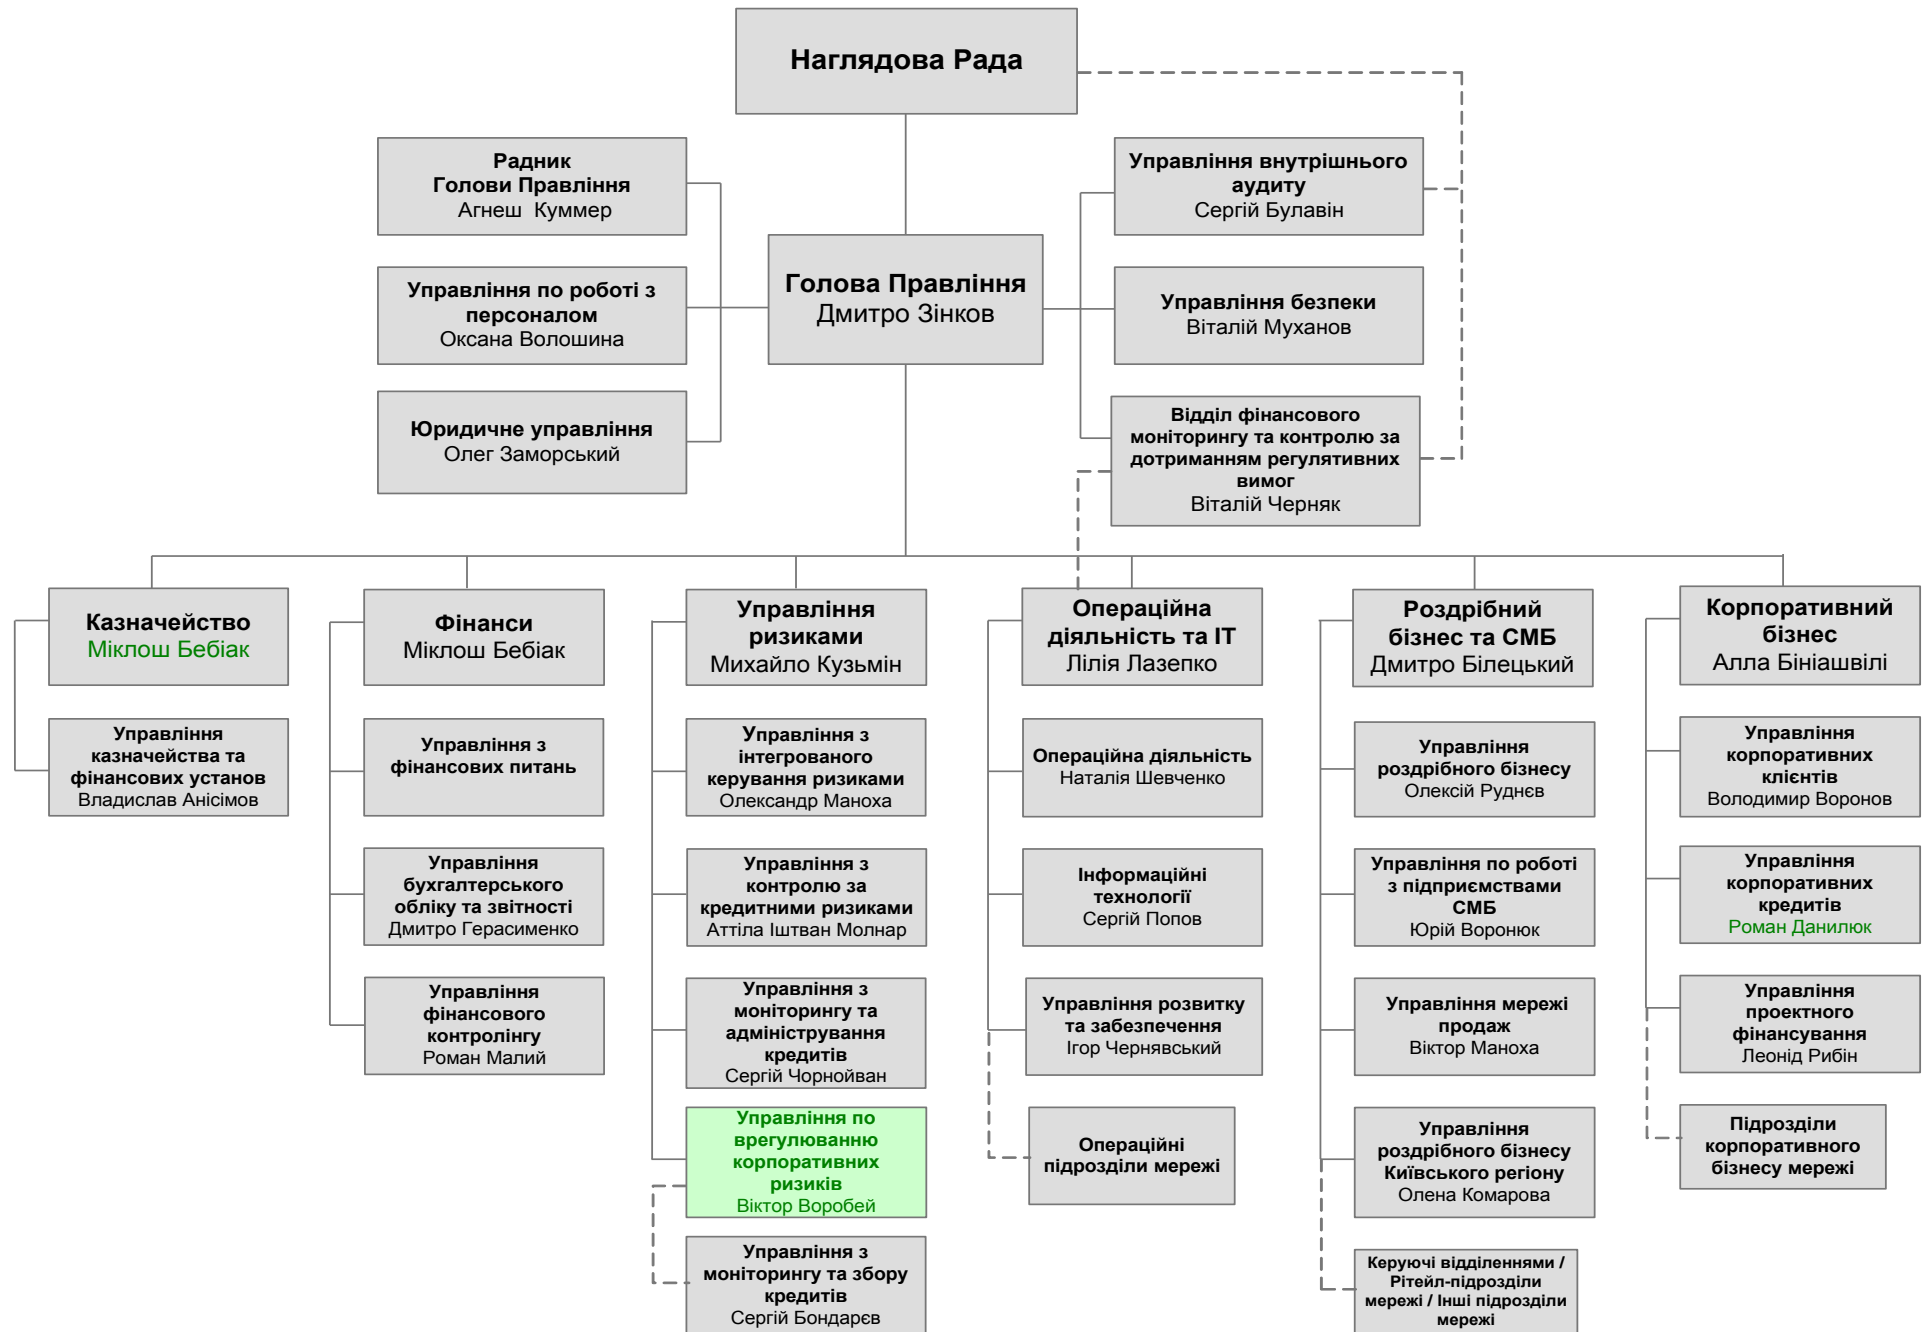 Наглядова Рада
Радник
Голови Правління
Агнеш Куммер
Управління внутрішнього
аудиту
Сергій Булавін
Голова Правління
Дмитро Зінков
Управління по роботі з
персоналом
Оксана Волошина
Управління безпеки
Віталій Муханов
Юридичне управління
Олег Заморський
Відділ фінансового
моніторингу та контролю за
дотриманням регулятивних
вимог
Віталій Черняк
Казначейство
Міклош Бебіак
Управління
казначейства та
фінансових установ
Владислав Анісімов
Фінанси
Міклош Бебіак
Управління з
фінансових питань
Управління
бухгалтерського
обліку та звітності
Дмитро Герасименко
Управління
фінансового
контролінгу
Роман Малий
Управління
ризиками
Михайло Кузьмін
Управління з
інтегрованого
керування ризиками
Олександр Маноха
Управління з
контролю за
кредитними ризиками
Аттіла Іштван Молнар
Управління з
моніторингу та
адміністрування
кредитів
Сергій Чорнойван
Управління по
врегулюванню
корпоративних
ризиків
Віктор Воробей
Управління з
моніторингу та збору
кредитів
Сергій Бондарєв
Операційна
діяльність та ІТ
Лілія Лазепко
Операційна діяльність
Наталія Шевченко
Інформаційні
технології
Сергій Попов
Управління розвитку
та забезпечення
Ігор Чернявський
Операційні
підрозділи мережі
Роздрібний
бізнес та СМБ
Дмитро Білецький
Управління
роздрібного бізнесу
Олексій Руднєв
Управління по роботі
з підприємствами
СМБ
Юрій Воронюк
Управління мережі
продаж
Віктор Маноха
Управління
роздрібного бізнесу
Київського регіону
Олена Комарова
Керуючі відділеннями /
Рітейл-підрозділи
мережі / Інші підрозділи
мережі
Корпоративний
бізнес
Алла Бініашвілі
Управління
корпоративних
клієнтів
Володимир Воронов
Управління
корпоративних
кредитів
Роман Данилюк
Управління
проектного
фінансування
Леонід Рибін
Підрозділи
корпоративного
бізнесу мережі